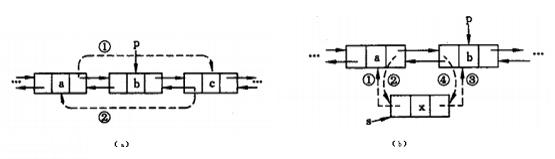 ① P
... a b c ...
②
(a)
P
... a b ...
① ② ④ ③
x
s
(b)